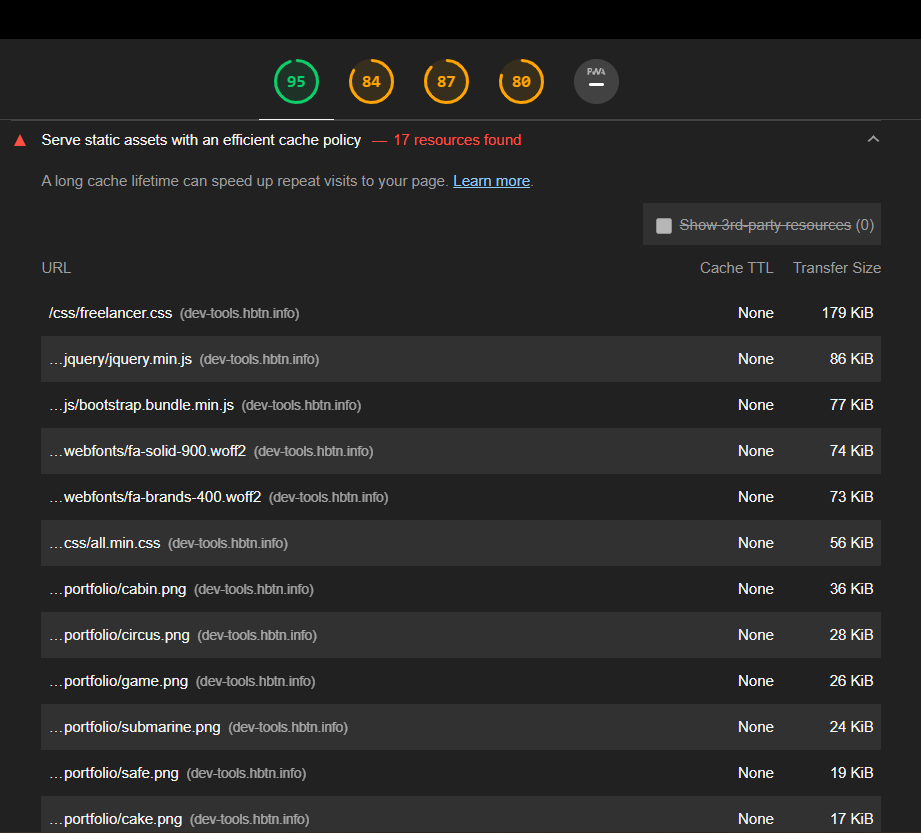 95 84 87 80 PWA
Serve static assets with an efficient cache policy — 17 resources found
A long cache lifetime can speed up repeat visits to your page. Learn more.
Show 3rd-party resources (0)
URL Cache TTL Transfer Size
/css/freelancer.css (dev-tools.hbtn.info) None 179 KiB
…jquery/jquery.min.js (dev-tools.hbtn.info) None 86 KiB
…js/bootstrap.bundle.min.js (dev-tools.hbtn.info) None 77 KiB
…webfonts/fa-solid-900.woff2 (dev-tools.hbtn.info) None 74 KiB
…webfonts/fa-brands-400.woff2 (dev-tools.hbtn.info) None 73 KiB
…css/all.min.css (dev-tools.hbtn.info) None 56 KiB
…portfolio/cabin.png (dev-tools.hbtn.info) None 36 KiB
…portfolio/circus.png (dev-tools.hbtn.info) None 28 KiB
…portfolio/game.png (dev-tools.hbtn.info) None 26 KiB
…portfolio/submarine.png (dev-tools.hbtn.info) None 24 KiB
…portfolio/safe.png (dev-tools.hbtn.info) None 19 KiB
…portfolio/cake.png (dev-tools.hbtn.info) None 17 KiB